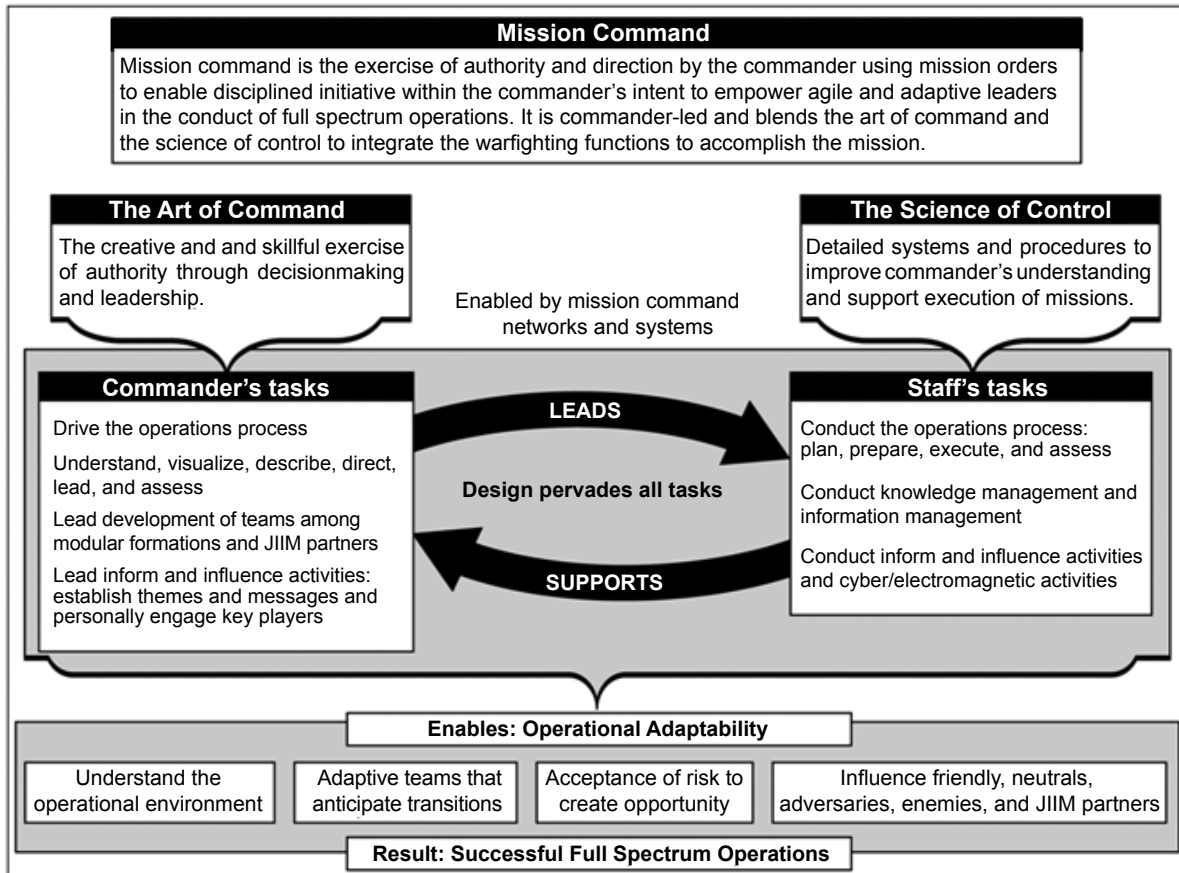 Mission Command
Mission command is the exercise of authority and direction by the commander using mission orders
to enable disciplined initiative within the commander's intent to empower agile and adaptive leaders
in the conduct of full spectrum operations. It is commander-led and blends the art of command and
the science of control to integrate the warfighting functions to accomplish the mission.
The Art of Command
The creative and and skillful exercise
of authority through decisionmaking
and leadership.
The Science of Control
Detailed systems and procedures to
improve commander's understanding
and support execution of missions.
Enabled by mission command
networks and systems
Commander's tasks
Drive the operations process
Understand, visualize, describe, direct,
lead, and assess
Lead development of teams among
modular formations and JIIM partners
Lead inform and influence activities:
establish themes and messages and
personally engage key players
LEADS
Design pervades all tasks
SUPPORTS
Staff's tasks
Conduct the operations process:
plan, prepare, execute, and assess
Conduct knowledge management and
information management
Conduct inform and influence activities
and cyber/electromagnetic activities
Enables: Operational Adaptability
Understand the
operational environment
Adaptive teams that
anticipate transitions
Acceptance of risk to
create opportunity
Influence friendly, neutrals,
adversaries, enemies, and JIIM partners
Result: Successful Full Spectrum Operations